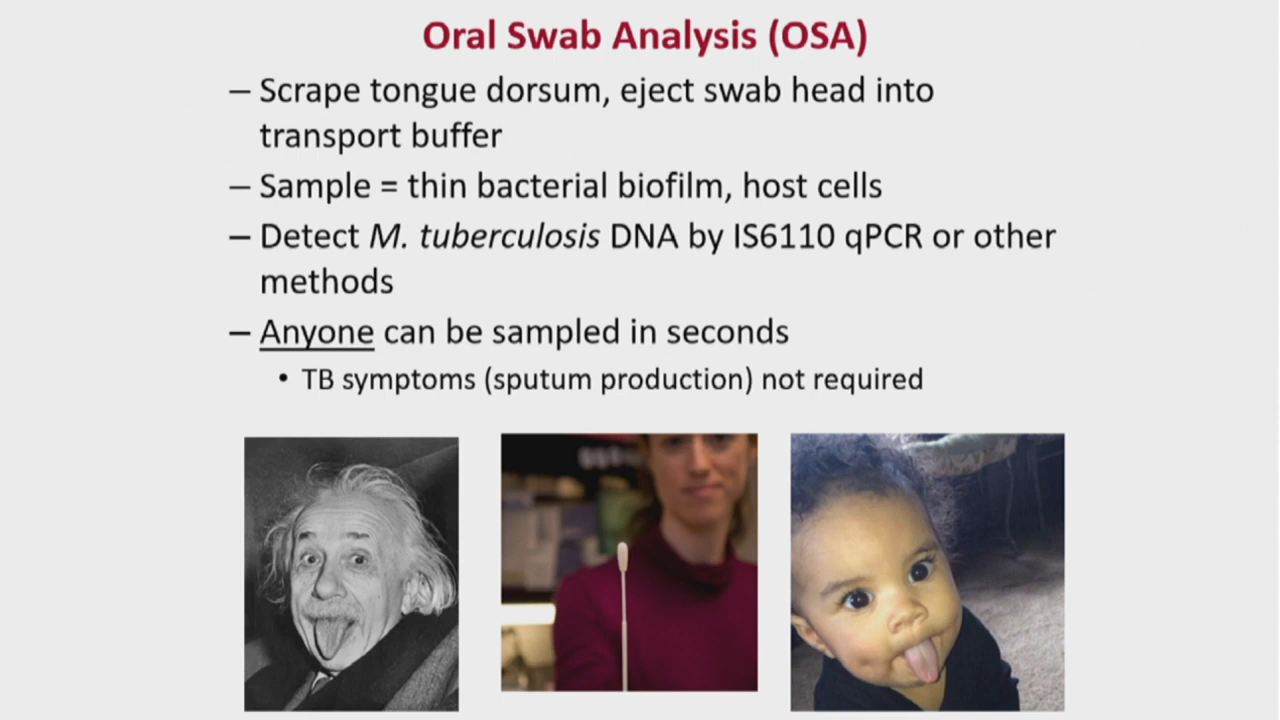 Oral Swab Analysis (OSA)
– Scrape tongue dorsum, eject swab head into
transport buffer
– Sample = thin bacterial biofilm, host cells
– Detect M. tuberculosis DNA by IS6110 qPCR or other
methods
– Anyone can be sampled in seconds
• TB symptoms (sputum production) not required